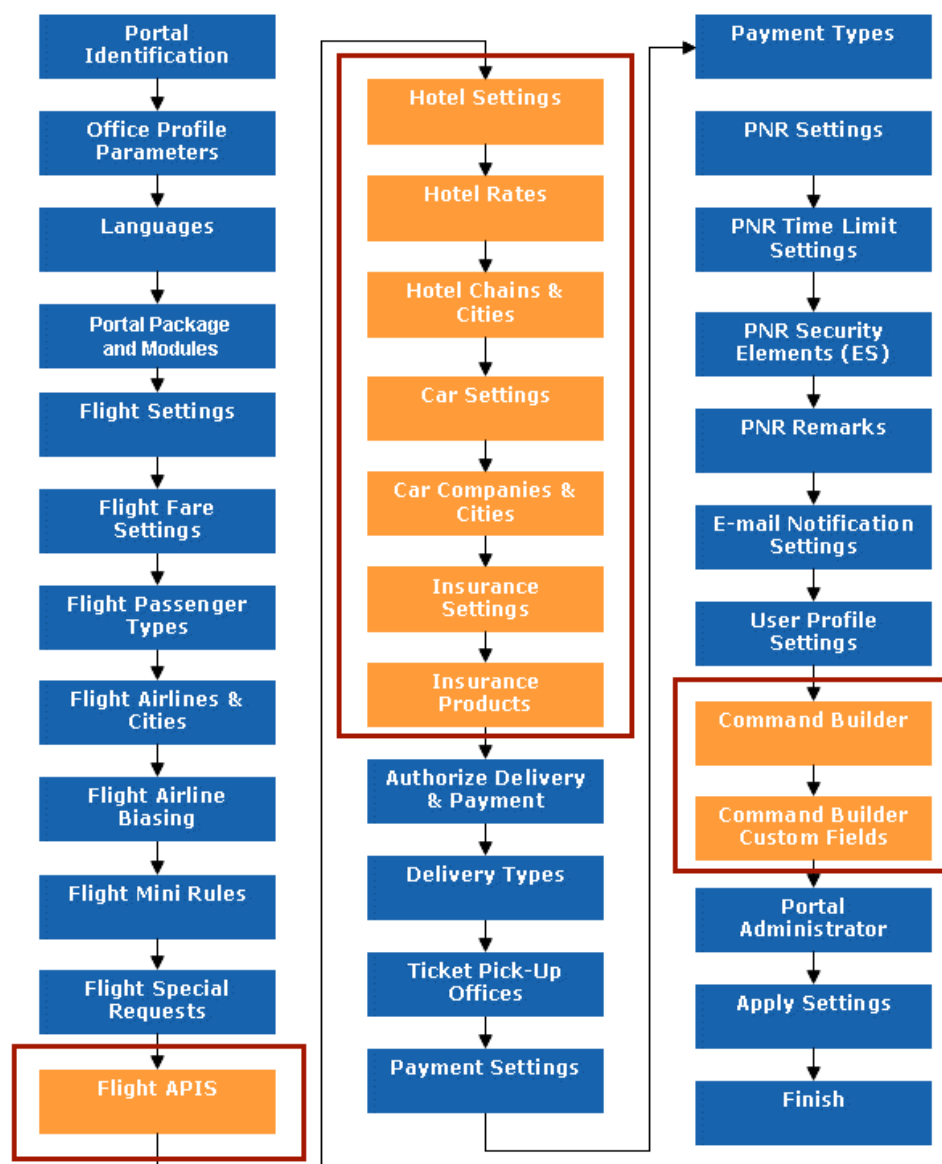 Portal
Identification
Office Profile
Parameters
Languages
Portal Package
and Modules
Flight Settings
Flight Fare
Settings
Flight Passenger
Types
Flight Airlines &
Cities
Flight Airline
Biasing
Flight Mini Rules
Flight Special
Requests
Flight APIS
Hotel Settings
Hotel Rates
Hotel Chains &
Cities
Car Settings
Car Companies &
Cities
Insurance
Settings
Insurance
Products
Authorize Delivery
& Payment
Delivery Types
Ticket Pick-Up
Offices
Payment Settings
Payment Types
PNR Settings
PNR Time Limit
Settings
PNR Security
Elements (ES)
PNR Remarks
E-mail Notification
Settings
User Profile
Settings
Command Builder
Command Builder
Custom Fields
Portal
Administrator
Apply Settings
Finish